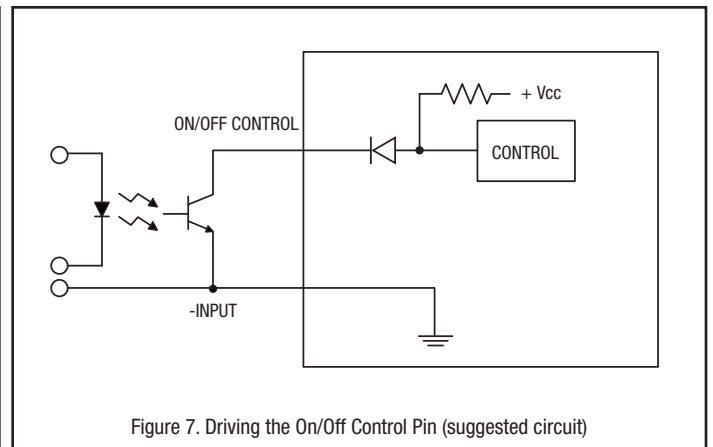 + Vcc
ON/OFF CONTROL
CONTROL
-INPUT
Figure 7. Driving the On/Off Control Pin (suggested circuit)